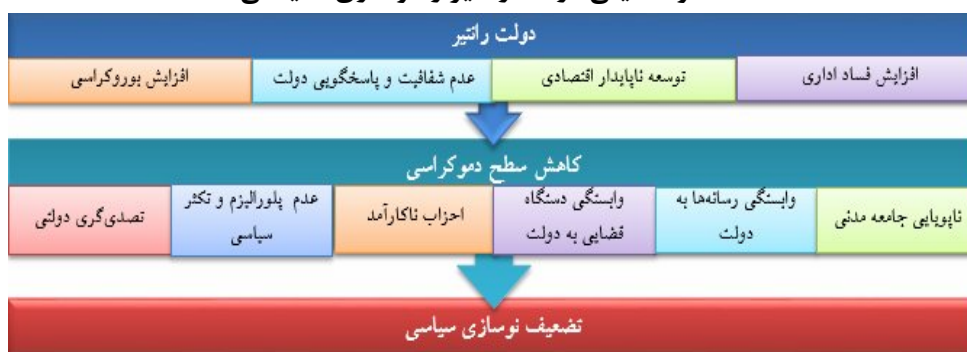 دولت رانتیر
افزایش فساد اداری
توسعه ناپایدار اقتصادی
عدم شفافیت و پاسخگویی دولت
افزایش بوروکراسی
کاهش سطح دموکراسی
ناپویایی جامعه مدنی
وابستگی رسانه‌ها به
دولت
وابستگی دستگاه
قضایی به دولت
احزاب ناکارآمد
عدم پلورالیزم و تکثر
سیاسی
تصدی‌گری دولتی
تضعیف نوسازی سیاسی